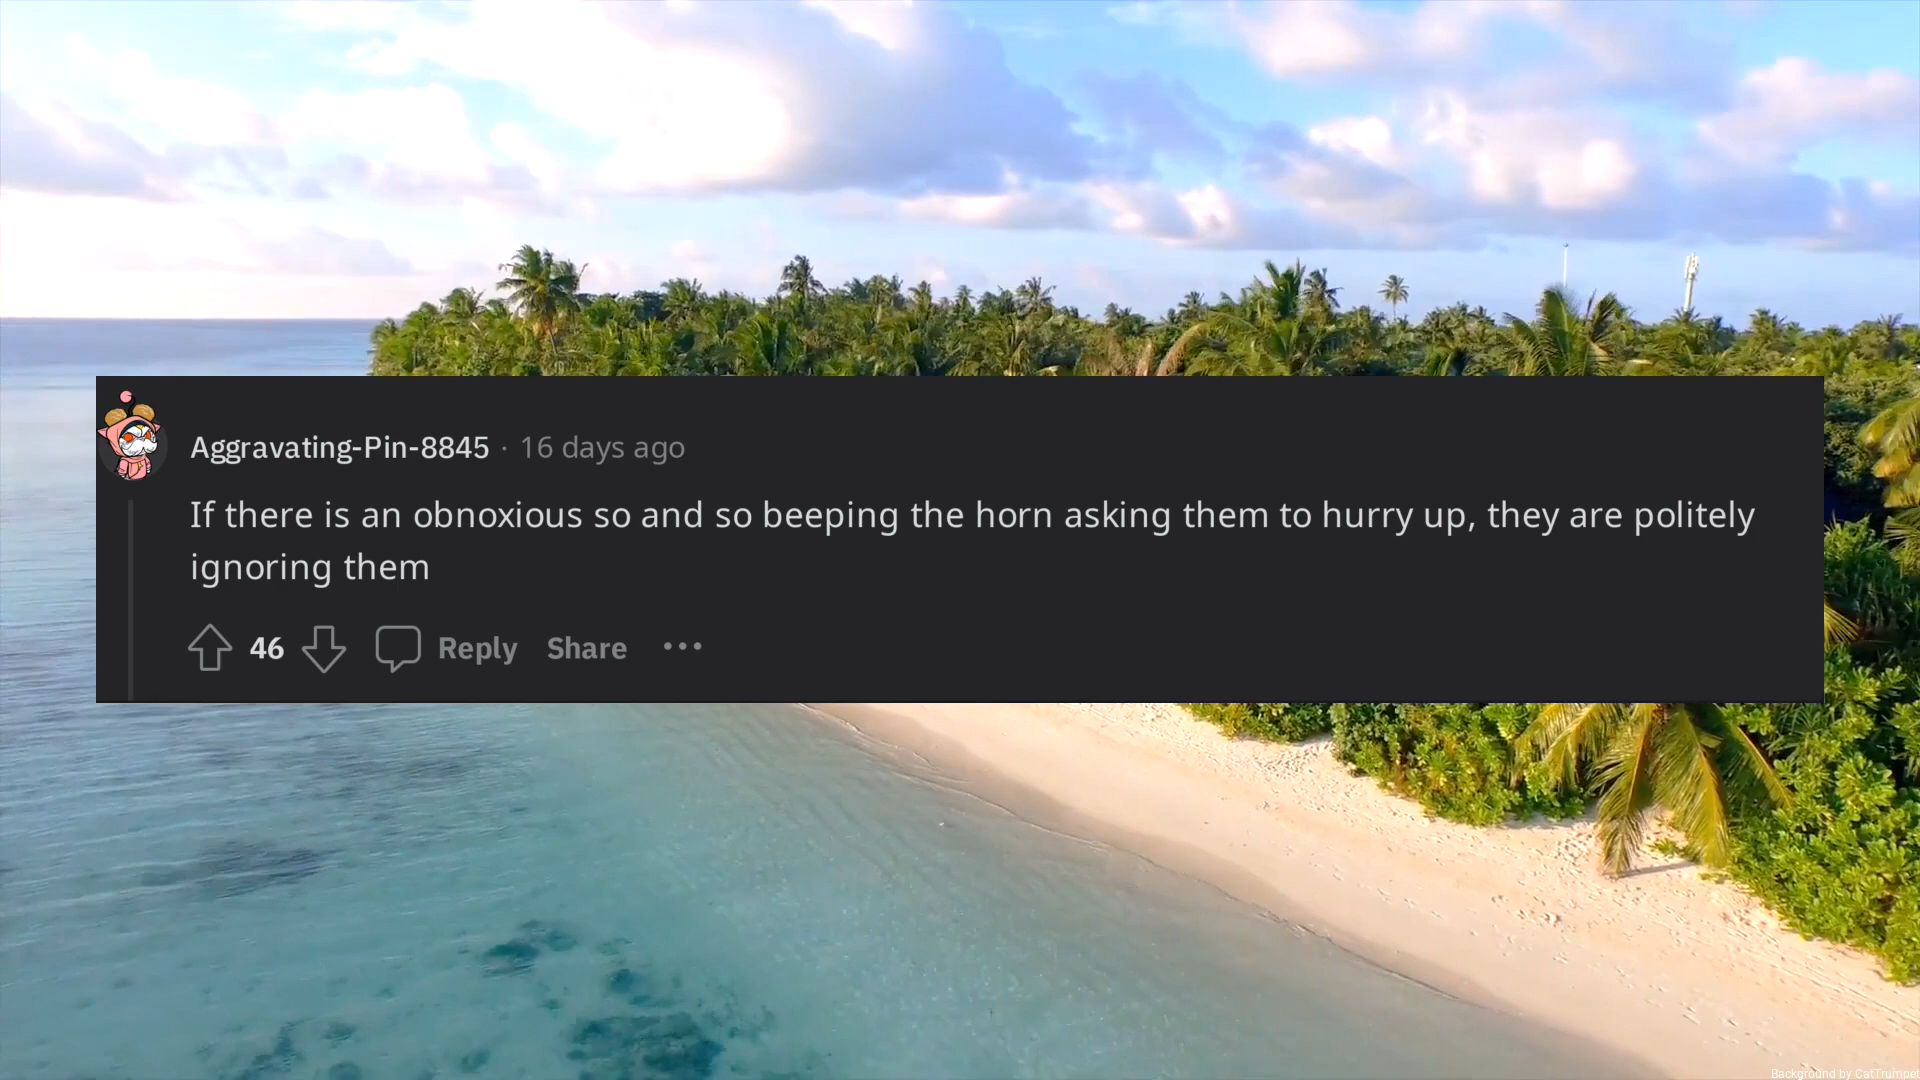 Aggravating-Pin-8845 · 16 days ago
If there is an obnoxious so and so beeping the horn asking them to hurry up, they are politely
ignoring them
46 Reply Share ···
Background by CatTrumpet